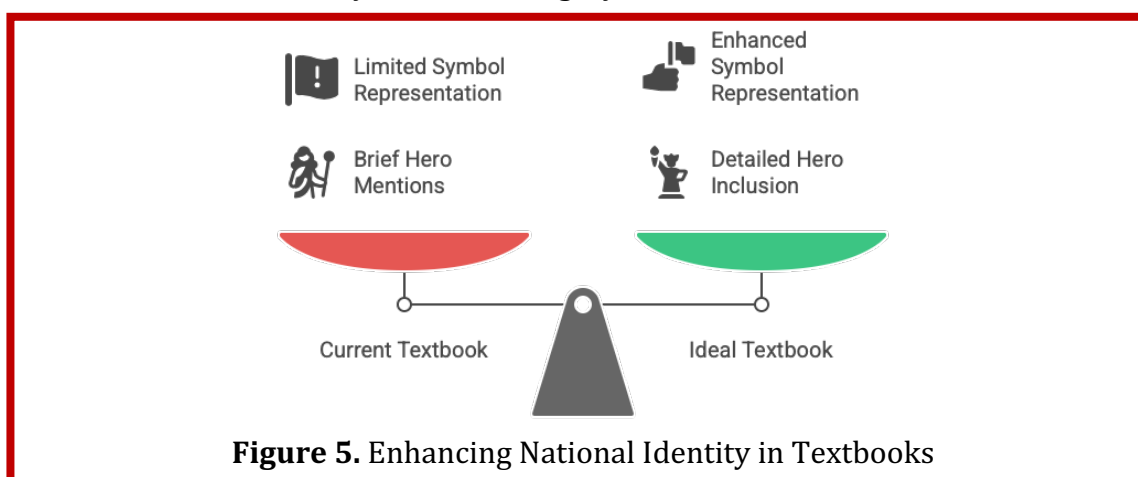 Limited Symbol
Representation
Enhanced
Symbol
Representation
Brief Hero
Mentions
Detailed Hero
Inclusion
Current Textbook
Ideal Textbook
Figure 5. Enhancing National Identity in Textbooks